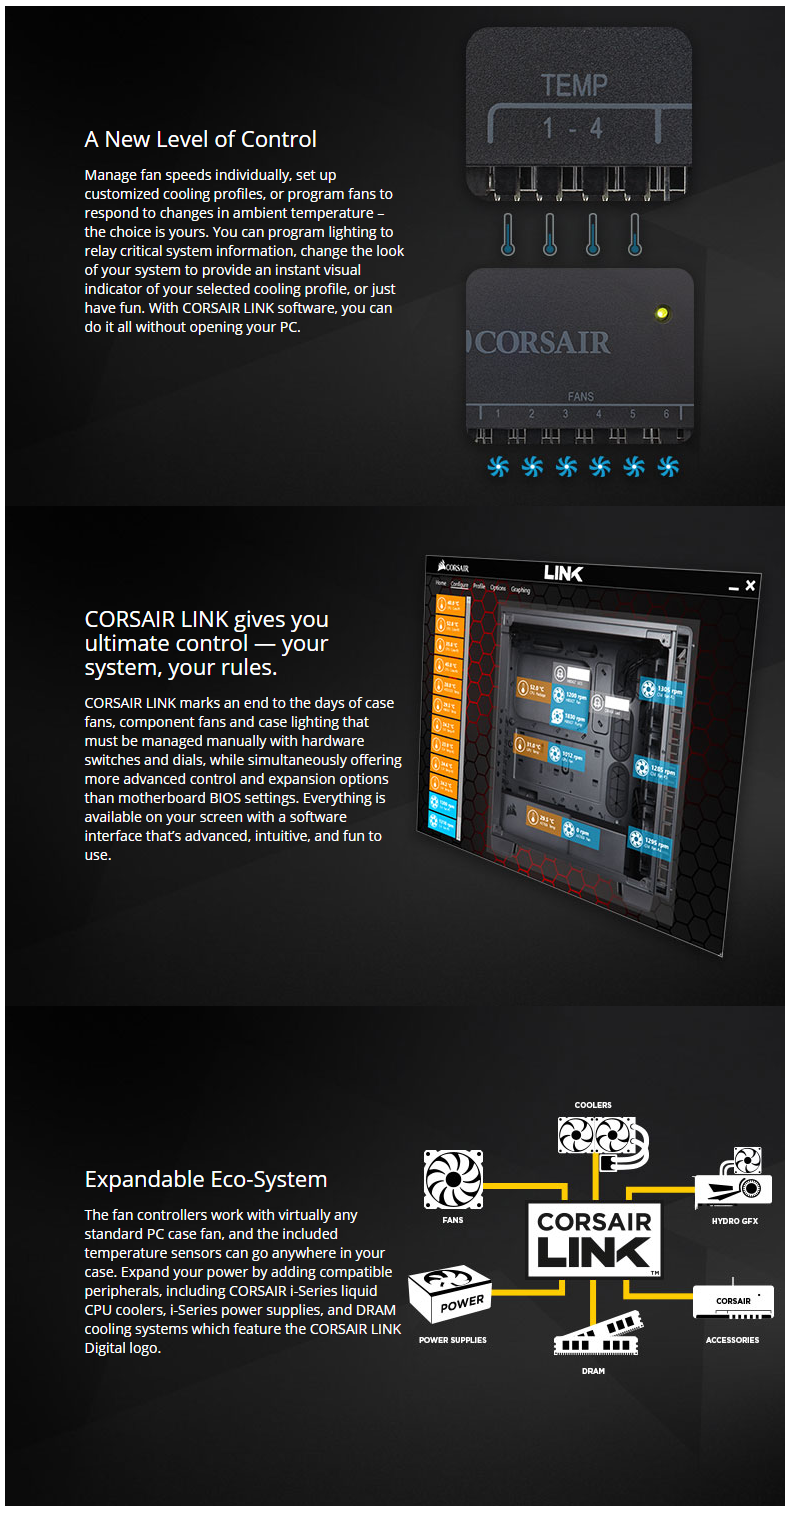 TEMP
1 - 4
A New Level of Control
Manage fan speeds individually, set up
customized cooling profiles, or program fans to
respond to changes in ambient temperature –
the choice is yours. You can program lighting to
relay critical system information, change the look
of your system to provide an instant visual
indicator of your selected cooling profile, or just
have fun. With CORSAIR LINK software, you can
do it all without opening your PC.
CORSAIR
FANS
1 2 3 4 5 6
CORSAIR LINK
Home Configure Profile Options Graphing
CORSAIR LINK gives you
ultimate control — your
system, your rules.
CORSAIR LINK marks an end to the days of case
fans, component fans and case lighting that
must be managed manually with hardware
switches and dials, while simultaneously offering
more advanced control and expansion options
than motherboard BIOS settings. Everything is
available on your screen with a software
interface that's advanced, intuitive, and fun to
use.
1200 rpm
1012 rpm
1205 rpm
0 rpm
1295 rpm
Expandable Eco-System
The fan controllers work with virtually any
standard PC case fan, and the included
temperature sensors can go anywhere in your
case. Expand your power by adding compatible
peripherals, including CORSAIR i-Series liquid
CPU coolers, i-Series power supplies, and DRAM
cooling systems which feature the CORSAIR LINK
Digital logo.
COOLERS
FANS
HYDRO GFX
CORSAIR
LINK™
POWER
CORSAIR
POWER SUPPLIES
ACCESSORIES
DRAM